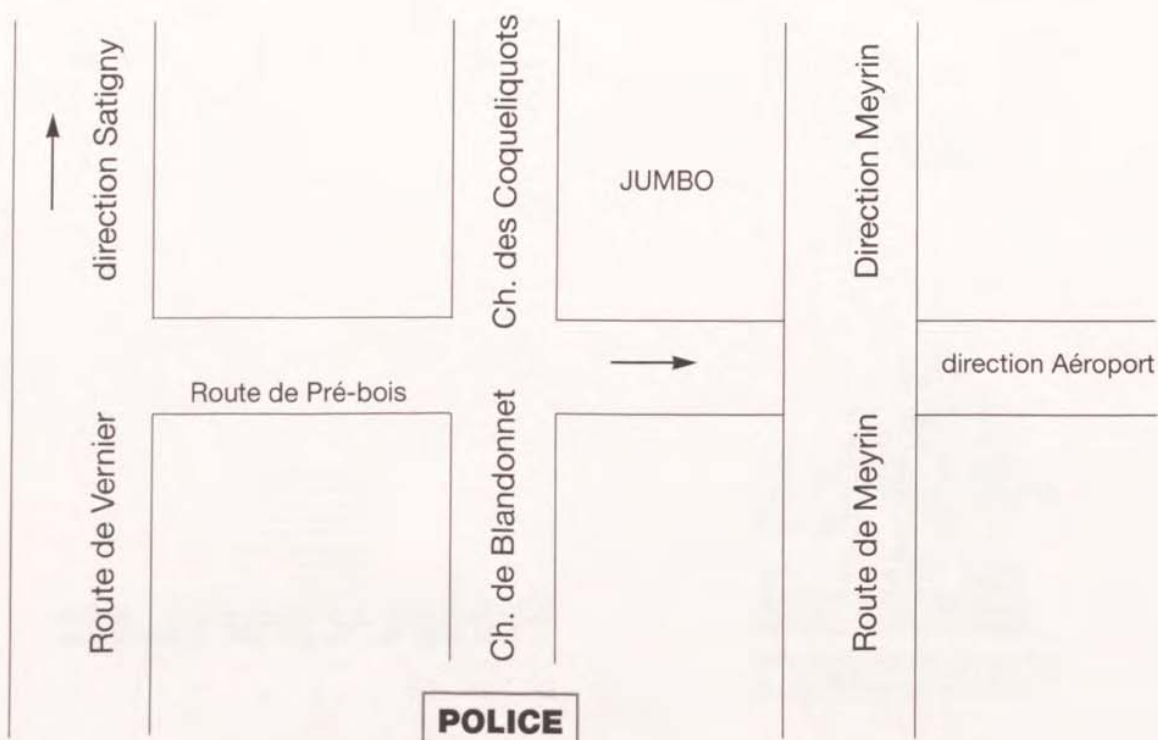 direction Satigny
Ch. des Coqueliquots
JUMBO
Direction Meyrin
direction Aéroport
Route de Pré-bois
Route de Vernier
Ch. de Blandonnet
Route de Meyrin
POLICE